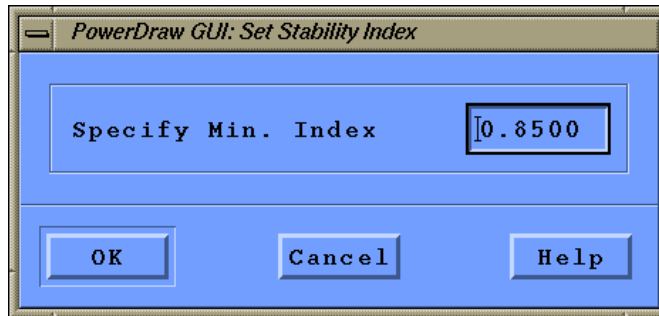 PowerDraw GUI: Set Stability Index
Specify Min. Index 0.8500
OK Cancel Help